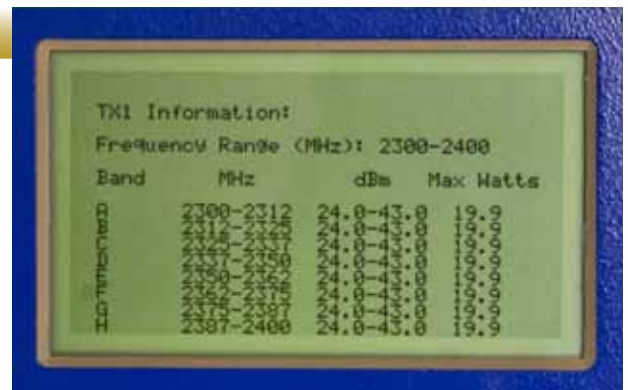 TX1 Information:
Frequency Range (MHz): 2300-2400
Band MHz dBm Max Watts
A 2300-2312 24.0-43.0 19.9
B 2312-2325 24.0-43.0 19.9
C 2325-2337 24.0-43.0 19.9
D 2337-2350 24.0-43.0 19.9
E 2350-2362 24.0-43.0 19.9
F 2362-2375 24.0-43.0 19.9
G 2375-2387 24.0-43.0 19.9
H 2387-2400 24.0-43.0 19.9